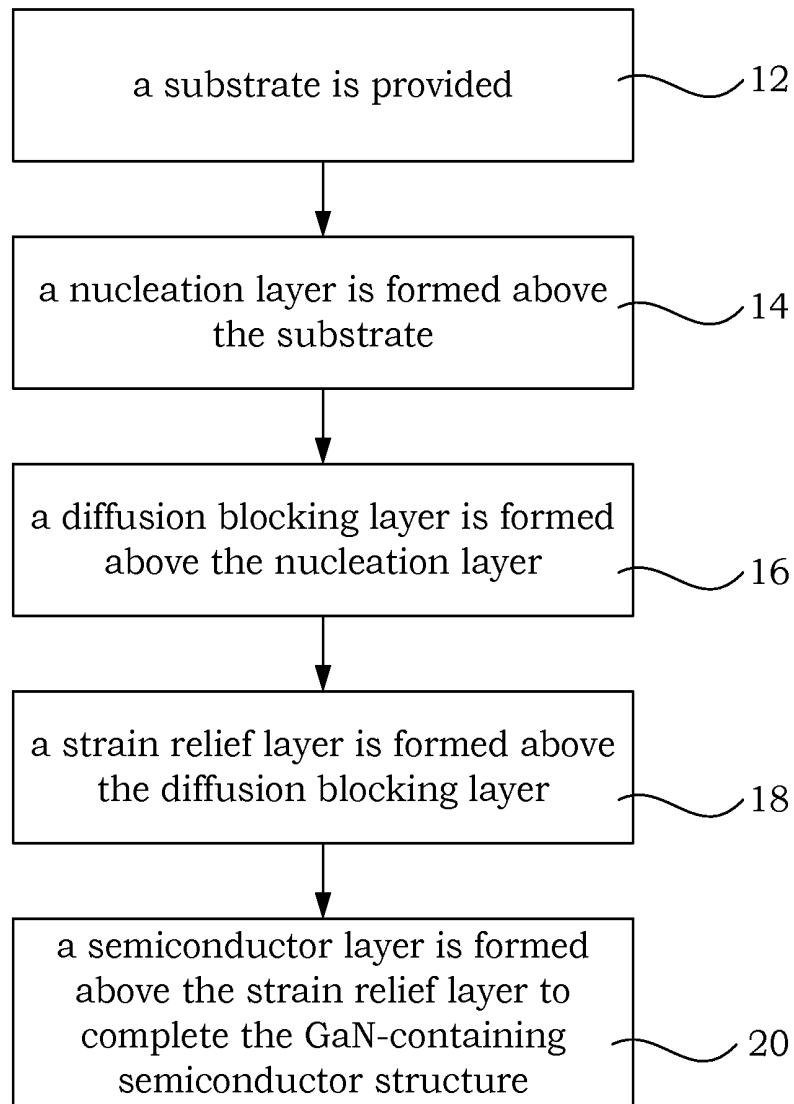 a substrate is provided
12
a nucleation layer is formed above
the substrate
14
a diffusion blocking layer is formed
above the nucleation layer
16
a strain relief layer is formed above
the diffusion blocking layer
18
a semiconductor layer is formed
above the strain relief layer to
complete the GaN-containing
semiconductor structure
20